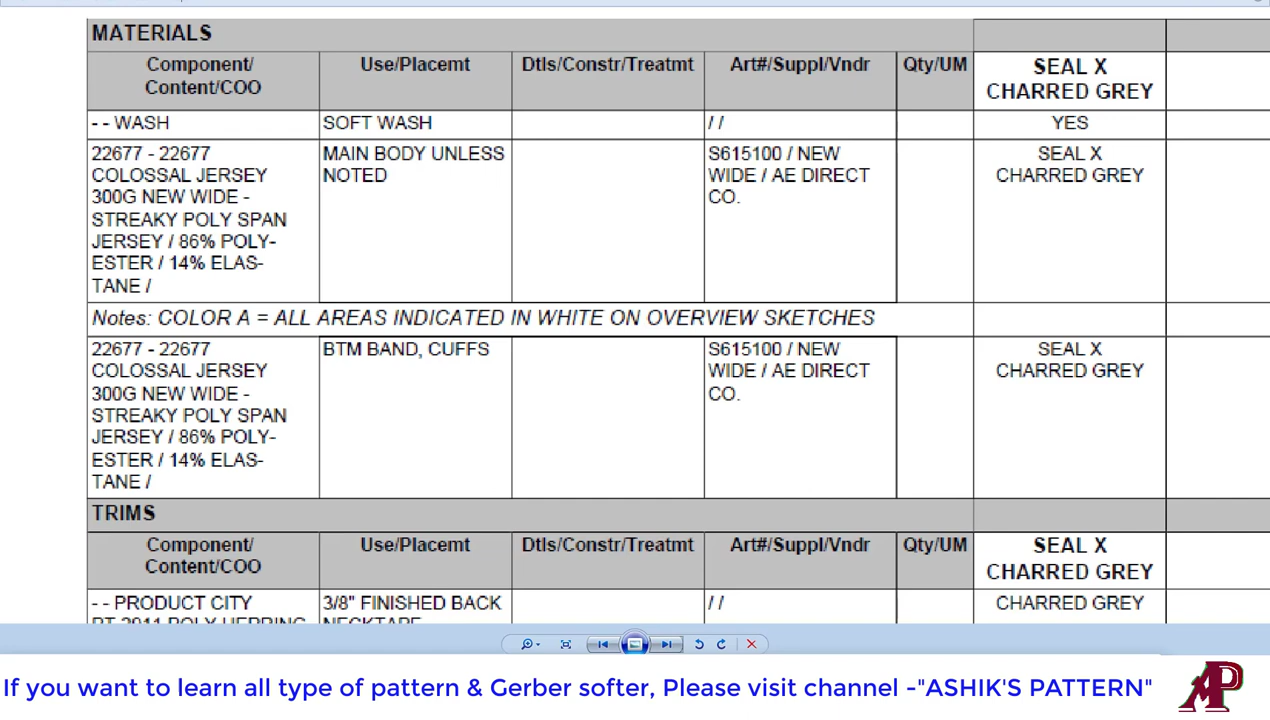 MATERIALS
Component/ Use/Placemt Dtls/Constr/Treatmt Art#/Suppl/Vndr Qty/UM SEAL X
Content/COO CHARRED GREY
- - WASH SOFT WASH / / YES
22677 - 22677 MAIN BODY UNLESS S615100 / NEW SEAL X
COLOSSAL JERSEY NOTED WIDE / AE DIRECT CHARRED GREY
300G NEW WIDE - CO.
STREAKY POLY SPAN
JERSEY / 86% POLY-
ESTER / 14% ELAS-
TANE /
Notes: COLOR A = ALL AREAS INDICATED IN WHITE ON OVERVIEW SKETCHES
22677 - 22677 BTM BAND, CUFFS S615100 / NEW SEAL X
COLOSSAL JERSEY WIDE / AE DIRECT CHARRED GREY
300G NEW WIDE - CO.
STREAKY POLY SPAN
JERSEY / 86% POLY-
ESTER / 14% ELAS-
TANE /
TRIMS
Component/ Use/Placemt Dtls/Constr/Treatmt Art#/Suppl/Vndr Qty/UM SEAL X
Content/COO CHARRED GREY
- - PRODUCT CITY 3/8" FINISHED BACK / / CHARRED GREY
If you want to learn all type of pattern & Gerber softer, Please visit channel -"ASHIK'S PATTERN"
AP